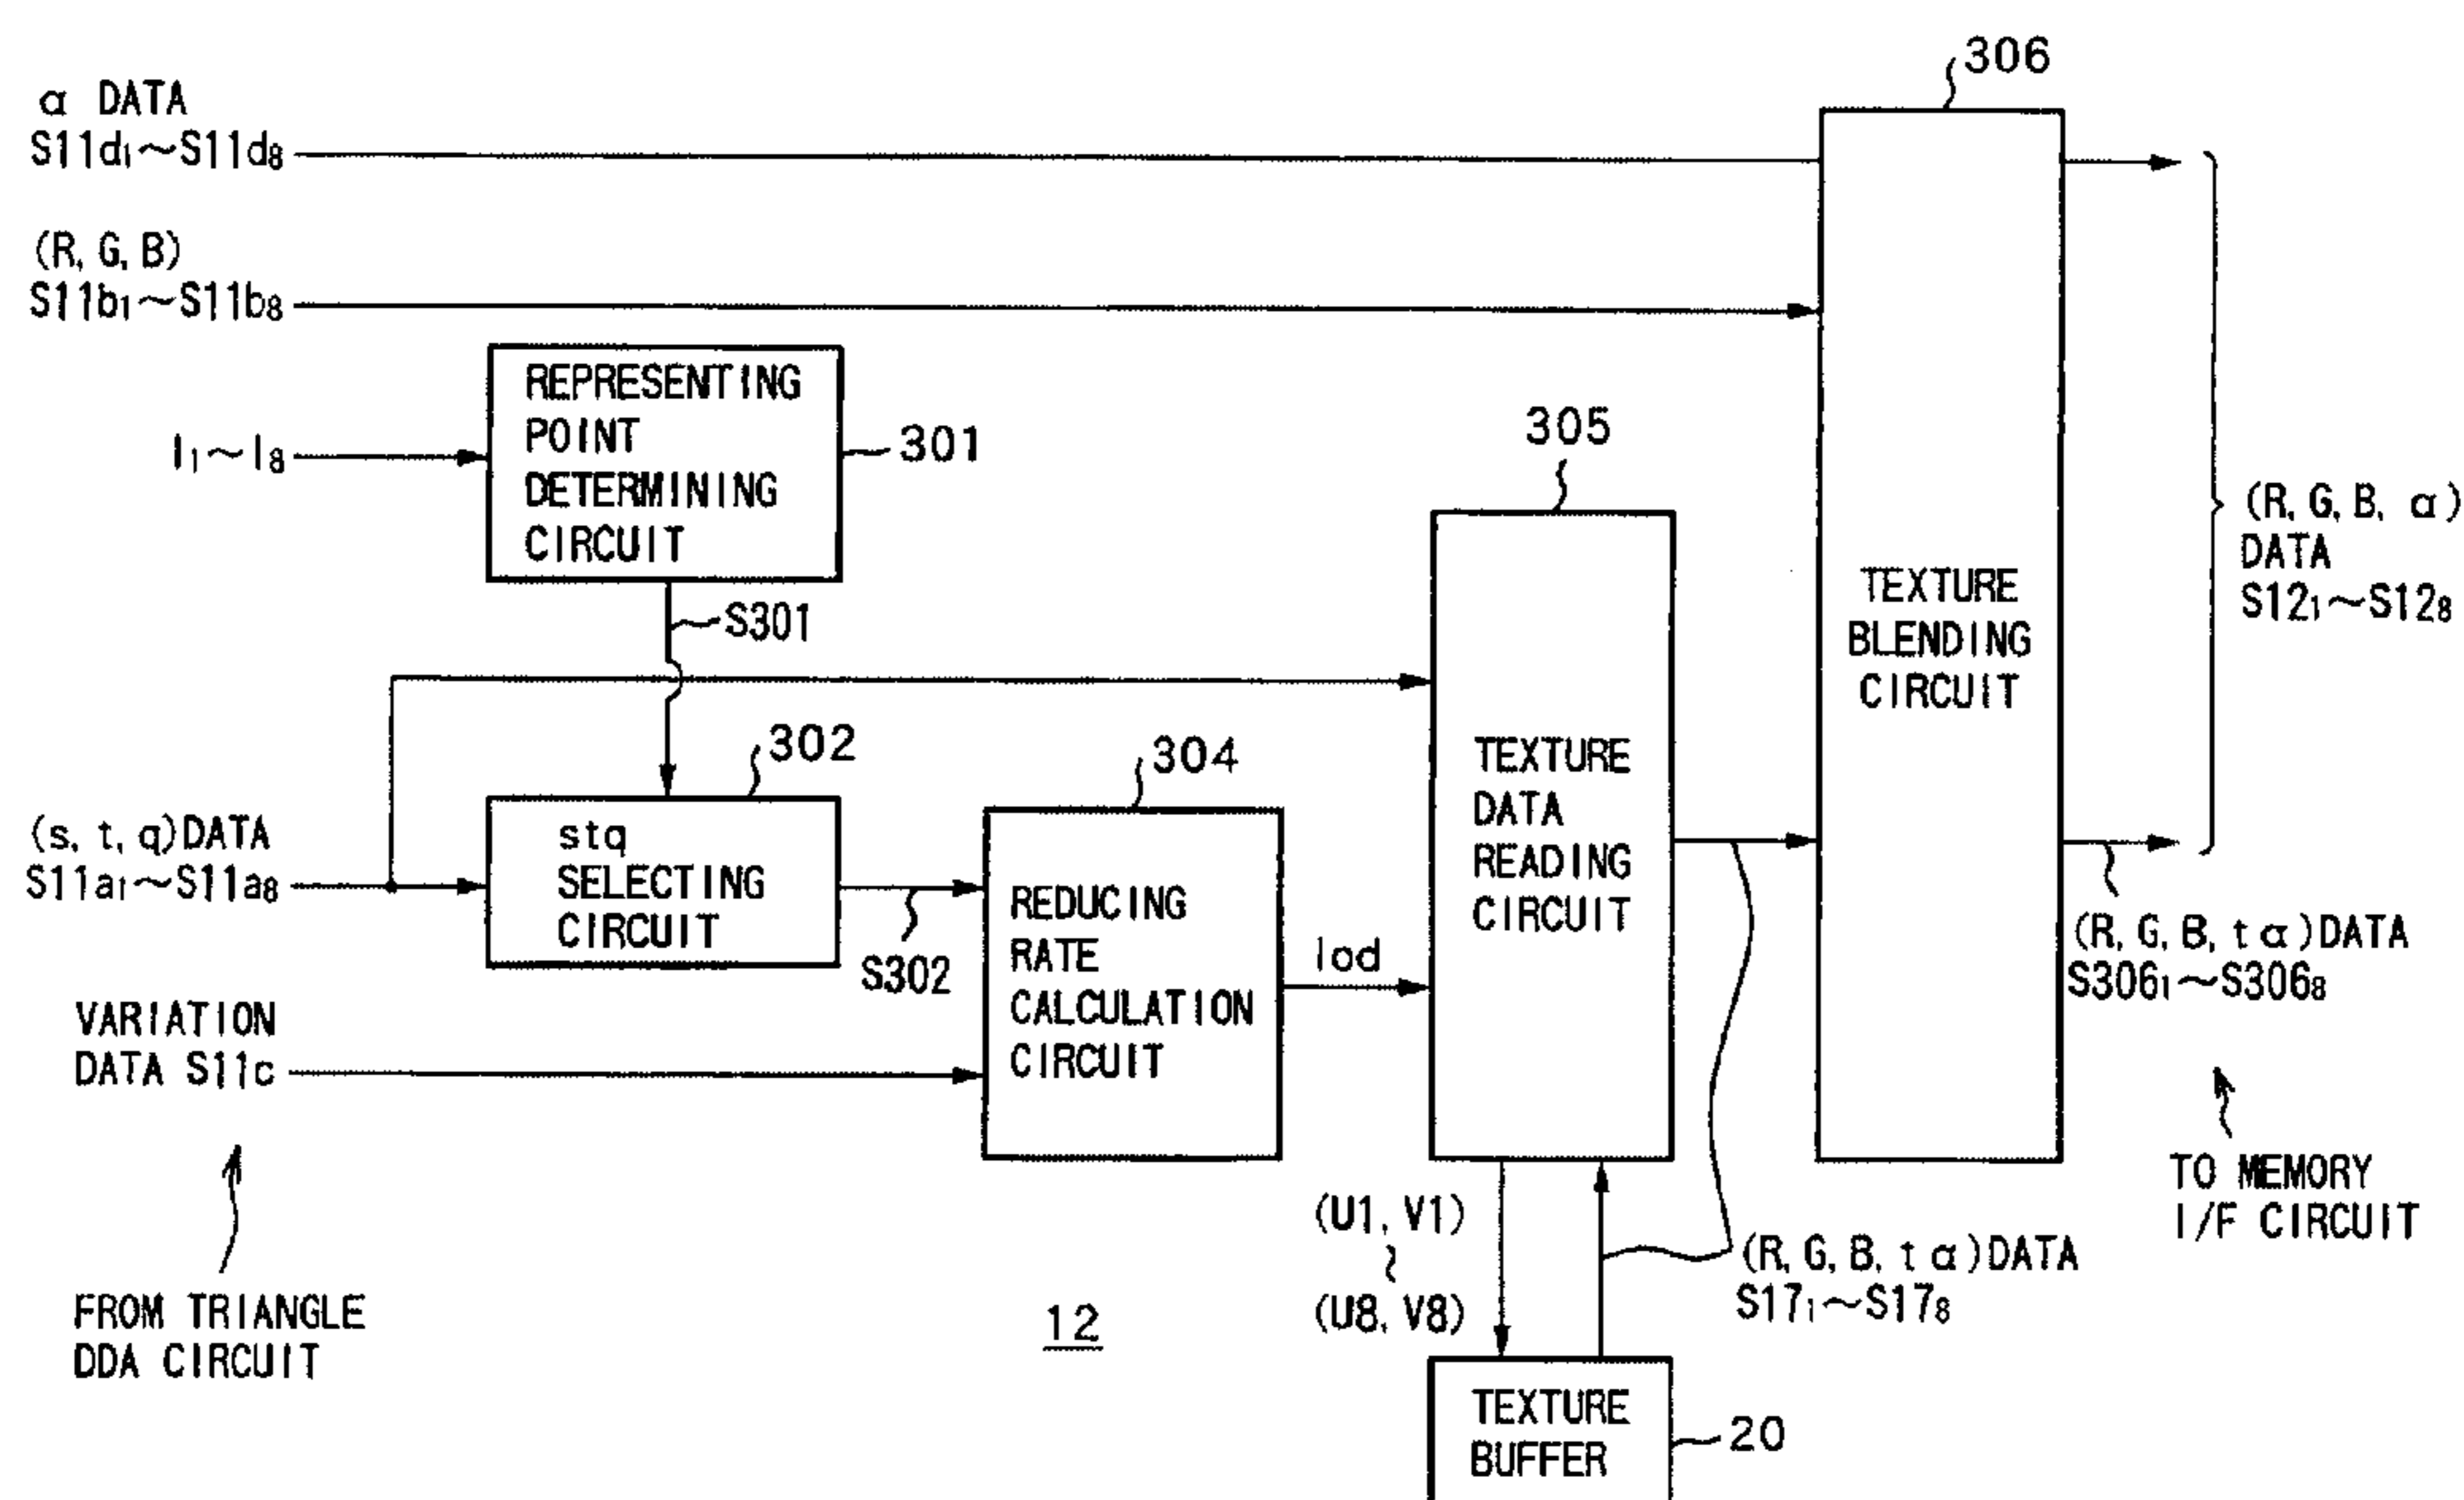 306
α DATA
S11d₁~S11d₈
(R, G, B)
S11b₁~S11b₈
REPRESENTING
POINT
DETERMINING
CIRCUIT
301
I₁~I₈
305
(R, G, B, α)
DATA
S12₁~S12₈
TEXTURE
BLENDING
CIRCUIT
S301
302
304
TEXTURE
DATA
READING
CIRCUIT
(s, t, q)DATA
S11a₁~S11a₈
stq
SELECTING
CIRCUIT
S302
REDUCING
RATE
CALCULATION
CIRCUIT
lod
(R, G, B, tα)DATA
S306₁~S306₈
VARIATION
DATA S11c
FROM TRIANGLE
DDA CIRCUIT
12
(U1, V1)
~
(U8, V8)
(R, G, B, tα)DATA
S17₁~S17₈
TO MEMORY
I/F CIRCUIT
TEXTURE
BUFFER
20